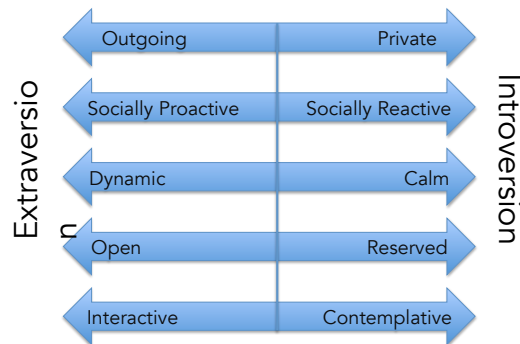 Outgoing Private
Socially Proactive Socially Reactive
Dynamic Calm
Open Reserved
Interactive Contemplative
Extraversio
n
Introversion